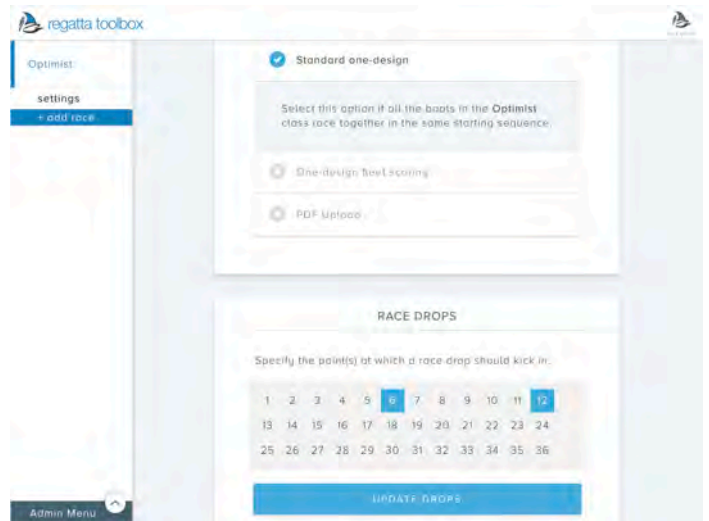 regatta toolbox
Optimist
settings
+ add race
Standard one-design
Select this option if all the boats in the Optimist
class race together in the same starting sequence.
One-design fleet scoring
PDF Upload
RACE DROPS
Specify the point(s) at which a race drop should kick in.
1 2 3 4 5 6 7 8 9 10 11 12
13 14 15 16 17 18 19 20 21 22 23 24
25 26 27 28 29 30 31 32 33 34 35 36
UPDATE DROPS
Admin Menu